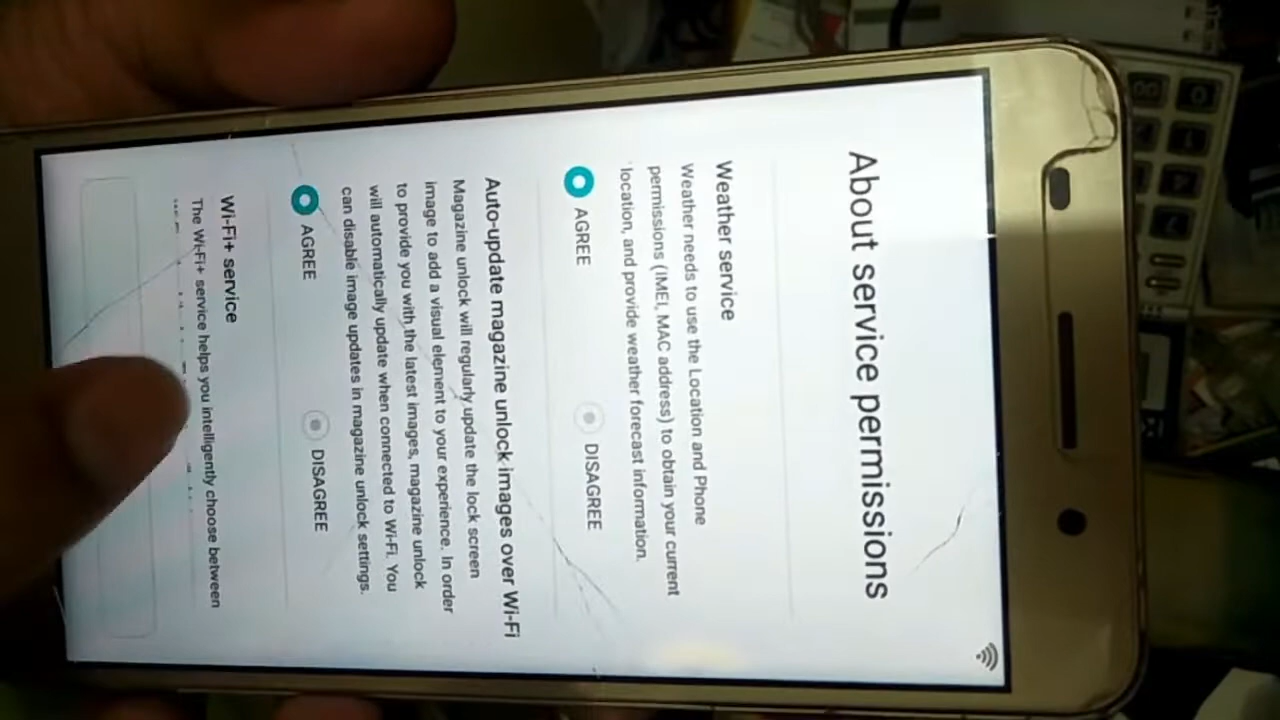 About service permissions
Weather service
Weather needs to use the Location and Phone
permissions (IMEI, MAC address) to obtain your current
location, and provide weather forecast information.
AGREE DISAGREE
Auto-update magazine unlock images over Wi-Fi
Magazine unlock will regularly update the lock screen
image to add a visual element to your experience. In order
to provide you with the latest images, magazine unlock
will automatically update when connected to Wi-Fi. You
can disable image updates in magazine unlock settings.
AGREE DISAGREE
Wi-Fi+ service
The Wi-Fi+ service helps you intelligently choose between